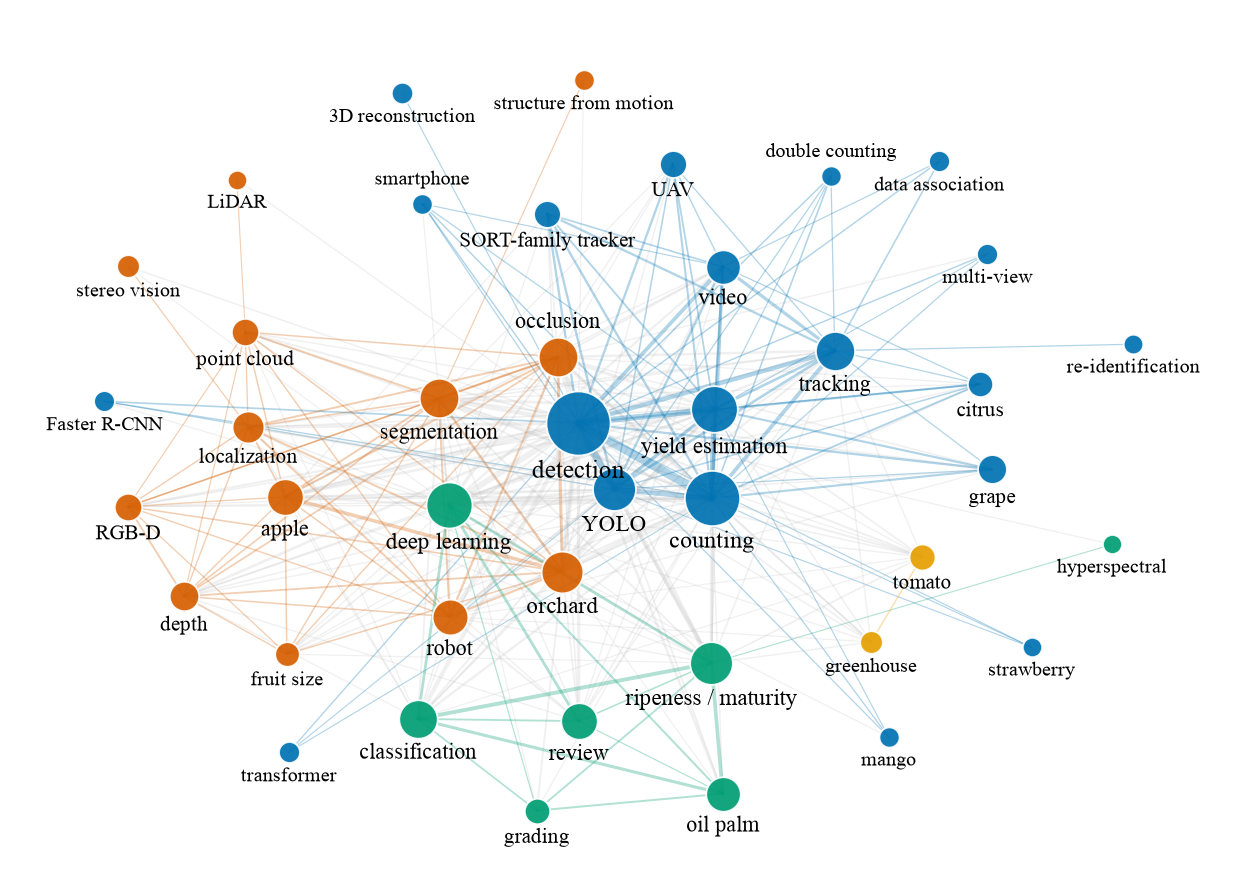 structure from motion
3D reconstruction
double counting
smartphone
UAV
data association
LiDAR
SORT-family tracker
multi-view
stereo vision
video
occlusion
point cloud
re-identification
tracking
citrus
Faster R-CNN
segmentation
yield estimation
localization
detection
grape
RGB-D
apple
YOLO
deep learning
counting
hyperspectral
tomato
orchard
depth
robot
greenhouse
strawberry
fruit size
ripeness / maturity
classification
review
mango
transformer
oil palm
grading